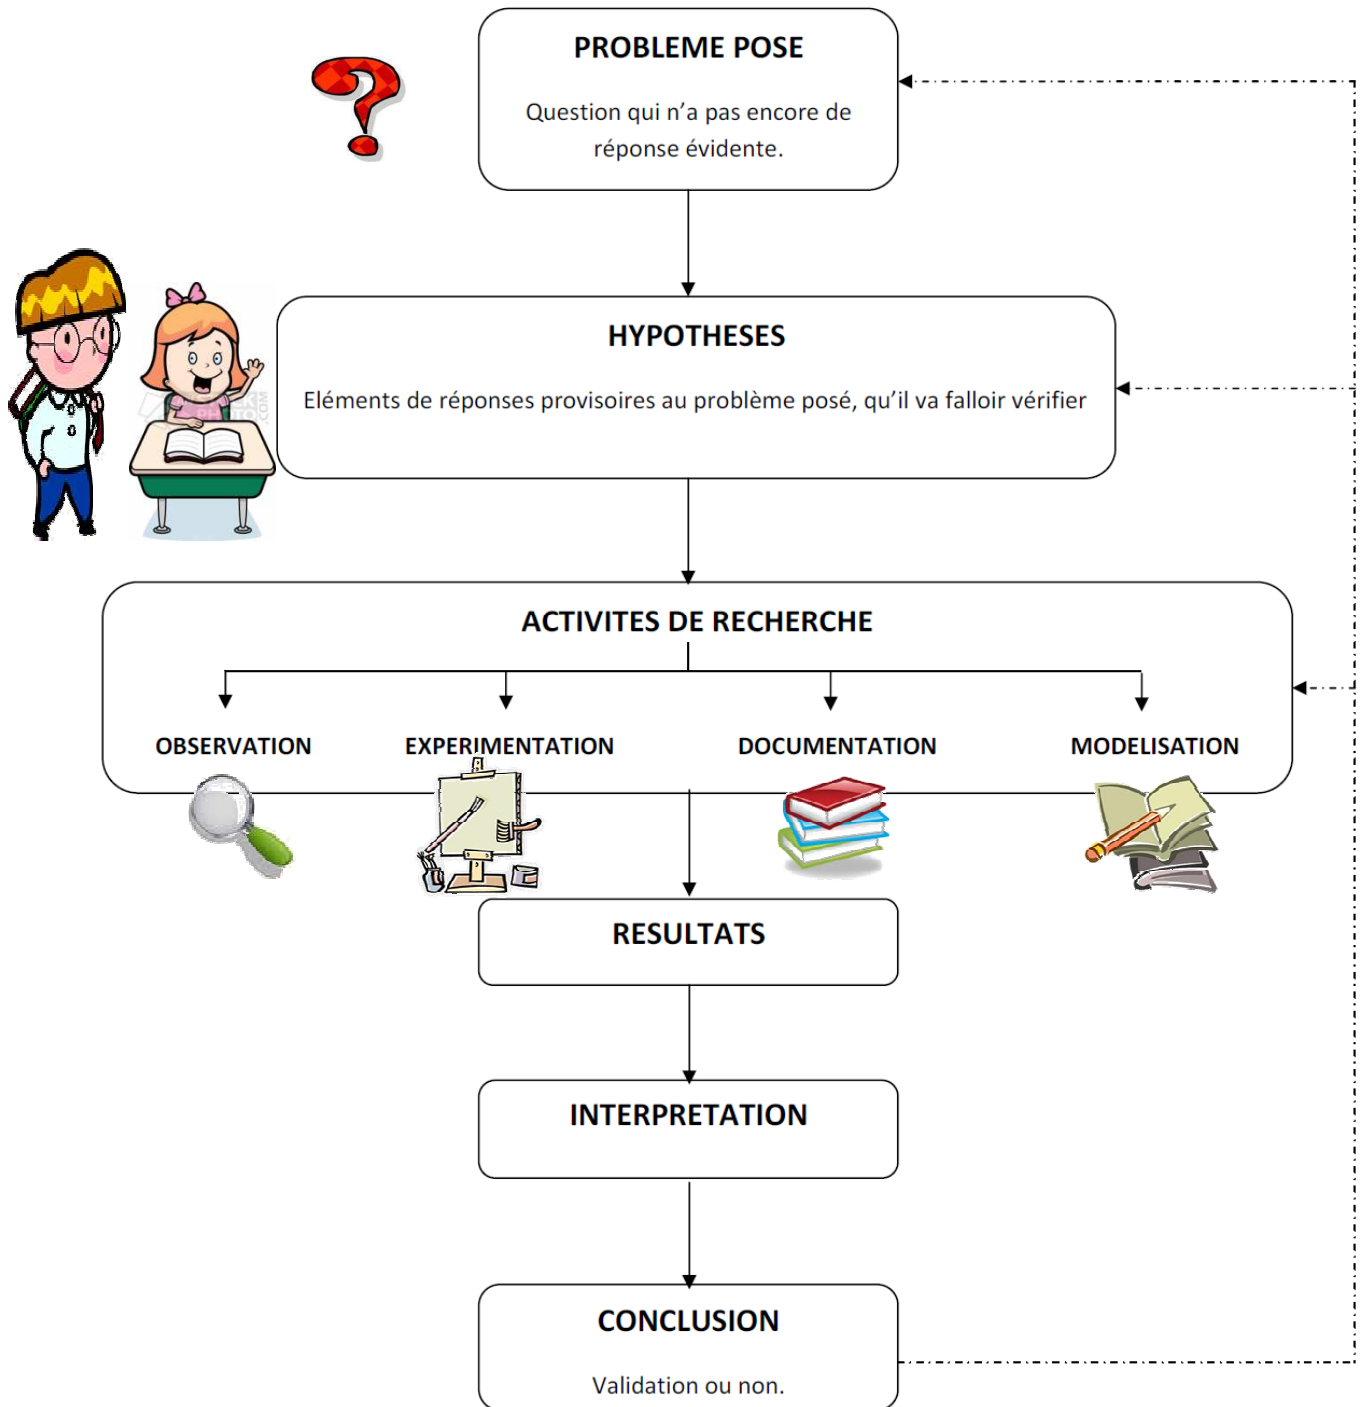 PROBLEME POSE
Question qui n’a pas encore de
réponse évidente.
HYPOTHESES
Eléments de réponses provisoires au problème posé, qu’il va falloir vérifier
ACTIVITES DE RECHERCHE
OBSERVATION
EXPERIMENTATION
DOCUMENTATION
MODELISATION
RESULTATS
INTERPRETATION
CONCLUSION
Validation ou non.